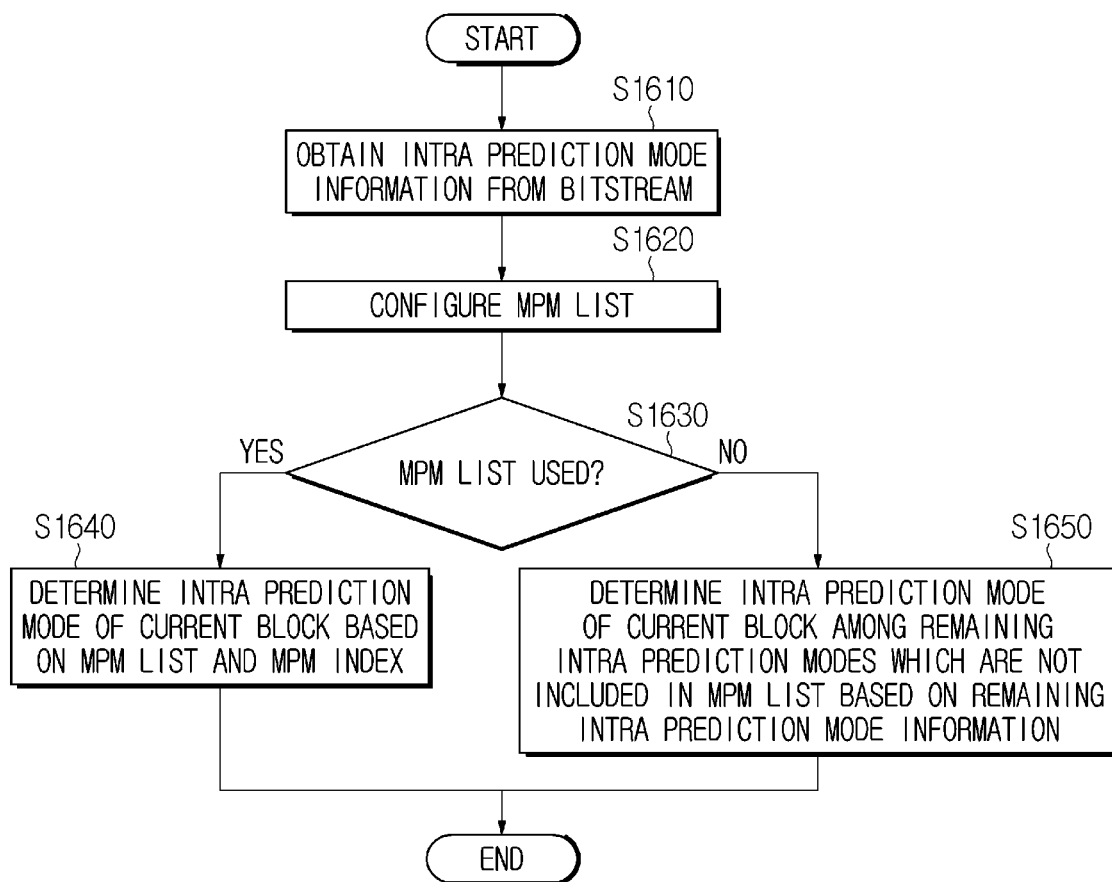 START
S1610
OBTAIN INTRA PREDICTION MODE
INFORMATION FROM BITSTREAM
S1620
CONFIGURE MPM LIST
S1630
YES
MPM LIST USED?
NO
S1640
DETERMINE INTRA PREDICTION
MODE OF CURRENT BLOCK BASED
ON MPM LIST AND MPM INDEX
S1650
DETERMINE INTRA PREDICTION MODE
OF CURRENT BLOCK AMONG REMAINING
INTRA PREDICTION MODES WHICH ARE NOT
INCLUDED IN MPM LIST BASED ON REMAINING
INTRA PREDICTION MODE INFORMATION
END